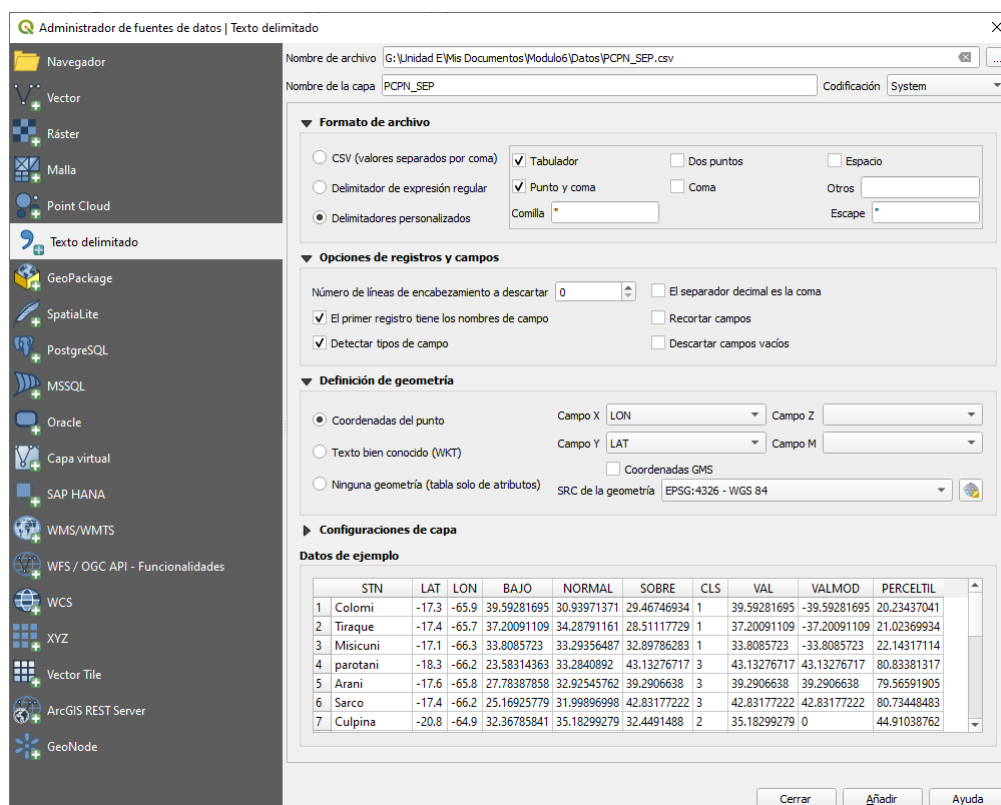 Administrador de fuentes de datos | Texto delimitado
Navegador
Vector
Ráster
Malla
Point Cloud
Texto delimitado
GeoPackage
SpatiaLite
PostgreSQL
MSSQL
Oracle
Capa virtual
SAP HANA
WMS/WMTS
WFS / OGC API - Funcionalidades
WCS
XYZ
Vector Tile
ArcGIS REST Server
GeoNode
Nombre de archivo G:\Unidad E\Mis Documentos\Modulo6\Datos\PCPN_SEP.csv ...
Nombre de la capa PCPN_SEP Codificación System
Formato de archivo
CSV (valores separados por coma) Tabulador Dos puntos Espacio
Delimitador de expresión regular Punto y coma Coma Otros
Delimitadores personalizados Comilla " Escape "
Opciones de registros y campos
Número de líneas de encabezamiento a descartar 0 El separador decimal es la coma
El primer registro tiene los nombres de campo Recortar campos
Detectar tipos de campo Descartar campos vacíos
Definición de geometría
Coordenadas del punto Campo X LON Campo Z
Texto bien conocido (WKT) Campo Y LAT Campo M
Coordenadas GMS
Ninguna geometría (tabla solo de atributos) SRC de la geometría EPSG:4326 - WGS 84
Configuraciones de capa
Datos de ejemplo
STN LAT LON BAJO NORMAL SOBRE CLS VAL VALMOD PERCELTIL
1 Colomi -17.3 -65.9 39.59281695 30.93971371 29.46746934 1 39.59281695 -39.59281695 20.23437041
2 Tiraque -17.4 -65.7 37.20091109 34.28791161 28.51117729 1 37.20091109 -37.20091109 21.02369934
3 Misicuni -17.1 -66.3 33.8085723 33.29356487 32.89786283 1 33.8085723 -33.8085723 22.14317114
4 parotani -18.3 -66.2 23.58314363 33.2840892 43.13276717 3 43.13276717 43.13276717 80.83381317
5 Arani -17.6 -65.8 27.78387858 32.92545762 39.2906638 3 39.2906638 39.2906638 79.56591905
6 Sarco -17.4 -66.2 25.16925779 31.99896998 42.83177222 3 42.83177222 42.83177222 80.73448483
7 Culpina -20.8 -64.9 32.36785841 35.18299279 32.4491488 2 35.18299279 0 44.91038762
Cerrar Añadir Ayuda